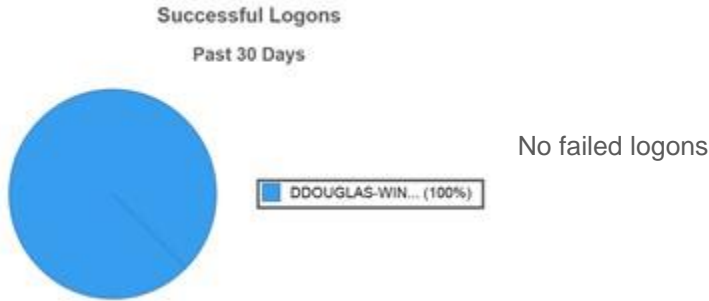 Successful Logons
Past 30 Days
DDOUGLAS-WIN... (100%)
No failed logons